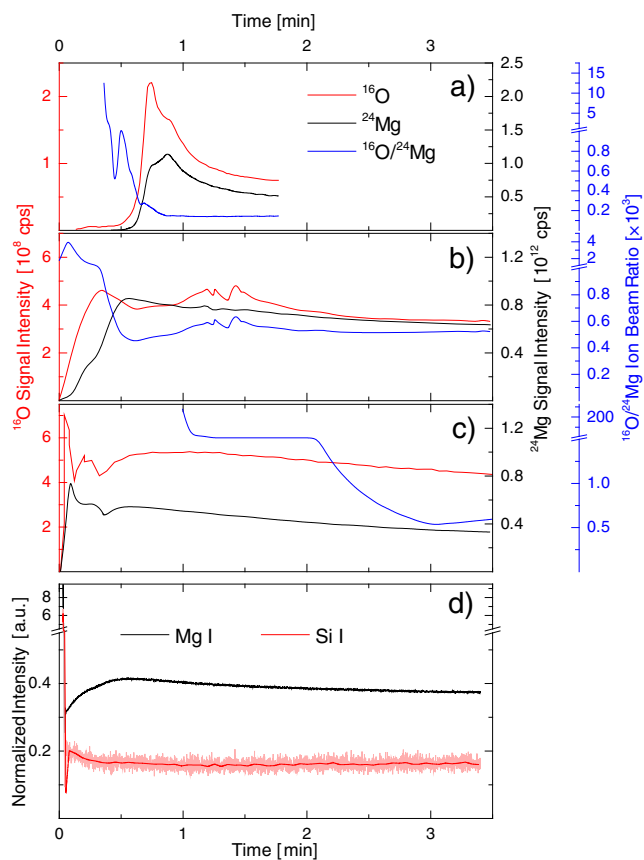 Time [min]
0 1 2 3
a)
¹⁶O
²⁴Mg
¹⁶O/²⁴Mg
2
1
2.5
2.0
1.5
1.0
0.5
15
10
5
0.8
0.6
0.4
0.2
b)
6
4
2
1.2
0.8
0.4
4
3
2
1
0.8
0.6
0.4
0.2
c)
7
6
5
3
2
1.2
0.8
0.4
200
1.0
0.5
¹⁶O Signal Intensity [10⁸ cps]
²⁴Mg Signal Intensity [10¹² cps]
¹⁶O/²⁴Mg Ion Beam Ratio [×10³]
d)
Mg I
Si I
8
6
0.4
0.2
Normalized Intensity [a.u.]
0 1 2 3
Time [min]